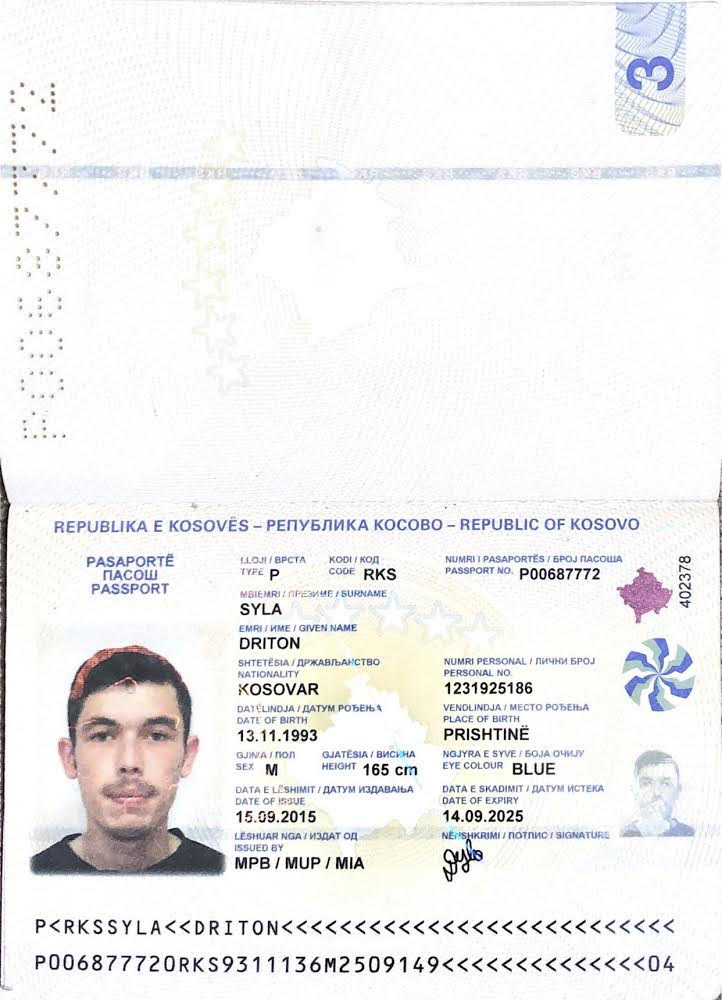 3
P00687772
REPUBLIKA E KOSOVËS – РЕПУБЛИКА КОСОВО – REPUBLIC OF KOSOVO
PASAPORTË
ПАСОШ
PASSPORT
LLOJI / ВРСТА
TYPE P
KODI / КОД
CODE RKS
NUMRI I PASAPORTËS / БРОЈ ПАСОША
PASSPORT NO. P00687772
402378
MBIEMRI / ПРЕЗИМЕ / SURNAME
SYLA
EMRI / ИМЕ / GIVEN NAME
DRITON
SHTETËSIA / ДРЖАВЉАНСТВО
NATIONALITY
KOSOVAR
NUMRI PERSONAL / ЛИЧНИ БРОЈ
PERSONAL NO.
1231925186
DATËLINDJA / ДАТУМ РОЂЕЊА
DATE OF BIRTH
13.11.1993
VENDLINDJA / МЕСТО РОЂЕЊА
PLACE OF BIRTH
PRISHTINË
GJINIA / ПОЛ
SEX M
GJATËSIA / ВИСИНА
HEIGHT 165 cm
NGJYRA E SYVE / БОЈА ОЧИЈУ
EYE COLOUR BLUE
DATA E LËSHIMIT / ДАТУМ ИЗДАВАЊА
DATE OF ISSUE
15.09.2015
DATA E SKADIMIT / ДАТУМ ИСТЕКА
DATE OF EXPIRY
14.09.2025
LËSHUAR NGA / ИЗДАТ ОД
ISSUED BY
MPB / MUP / MIA
NËNSHKRIMI / ПОТПИС / SIGNATURE
P<RKSSYLA<<DRITON<<<<<<<<<<<<<<<<<<<<<<<<<<<
P006877720RKS9311136M2509149<<<<<<<<<<<<<<04